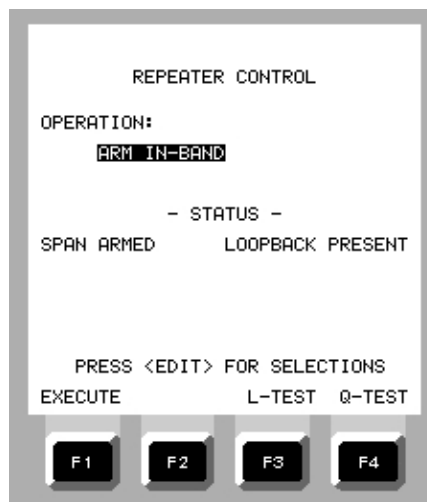 REPEATER CONTROL
OPERATION:
ARM IN-BAND
- STATUS -
SPAN ARMED LOOPBACK PRESENT
PRESS <EDIT> FOR SELECTIONS
EXECUTE L-TEST Q-TEST
F1 F2 F3 F4